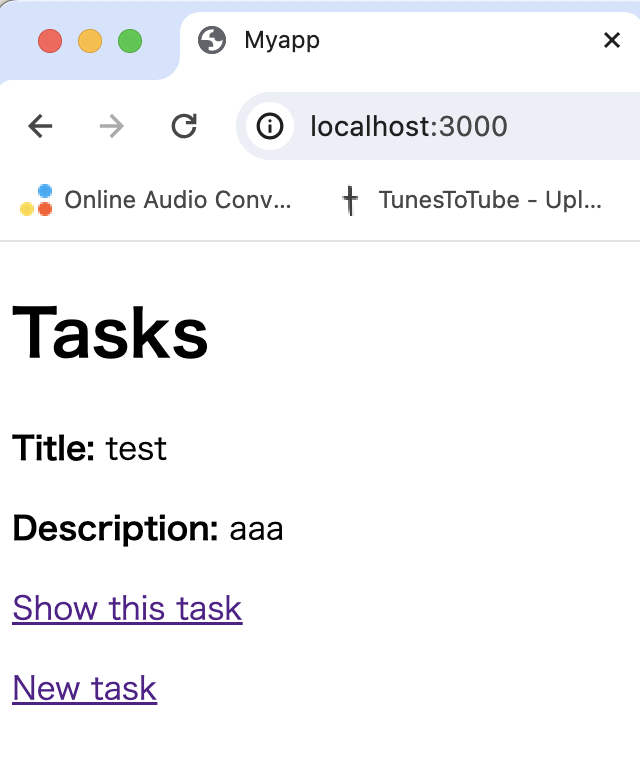 Myapp
localhost:3000
Online Audio Conv... TunesToTube - Upl...
Tasks
Title: test
Description: aaa
Show this task
New task